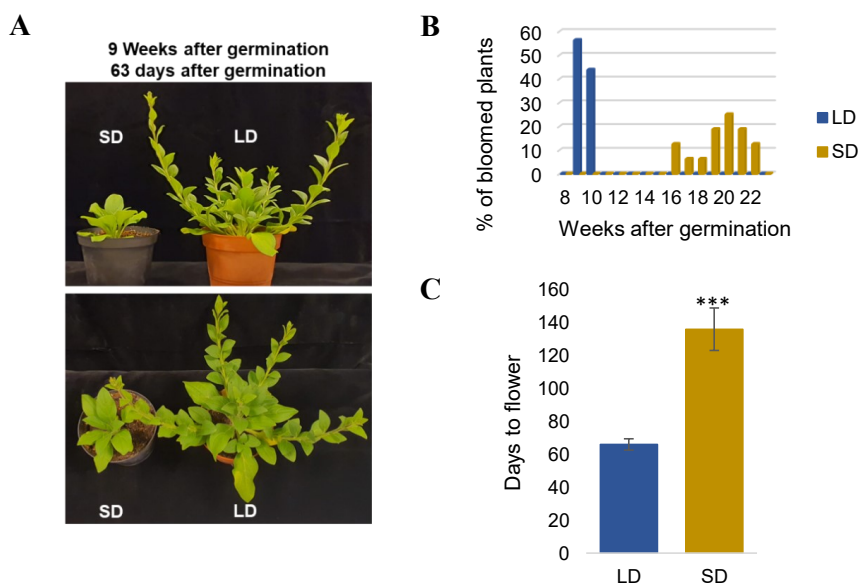 A
9 Weeks after germination
63 days after germination
SD
LD
SD
LD
B
% of bloomed plants
60
50
40
30
20
10
0
8 10 12 14 16 18 20 22
Weeks after germination
LD
SD
C
Days to flower
160
140
120
100
80
60
40
20
0
***
LD SD